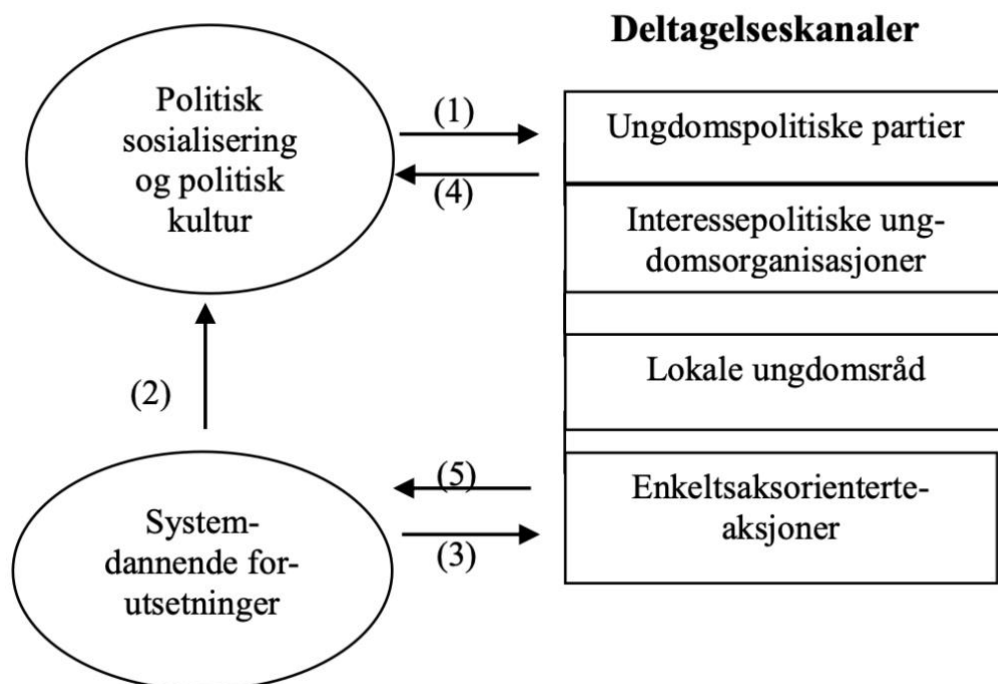 Deltagelseskanaler
Politisk
sosialisering
og politisk
kultur
(1)
(4)
Ungdomspolitiske partier
Interessepolitiske ung-
domsorganisasjoner
(2)
Lokale ungdomsråd
System-
dannende for-
utsetninger
(5)
(3)
Enkeltsaksorienterte-
aksjoner